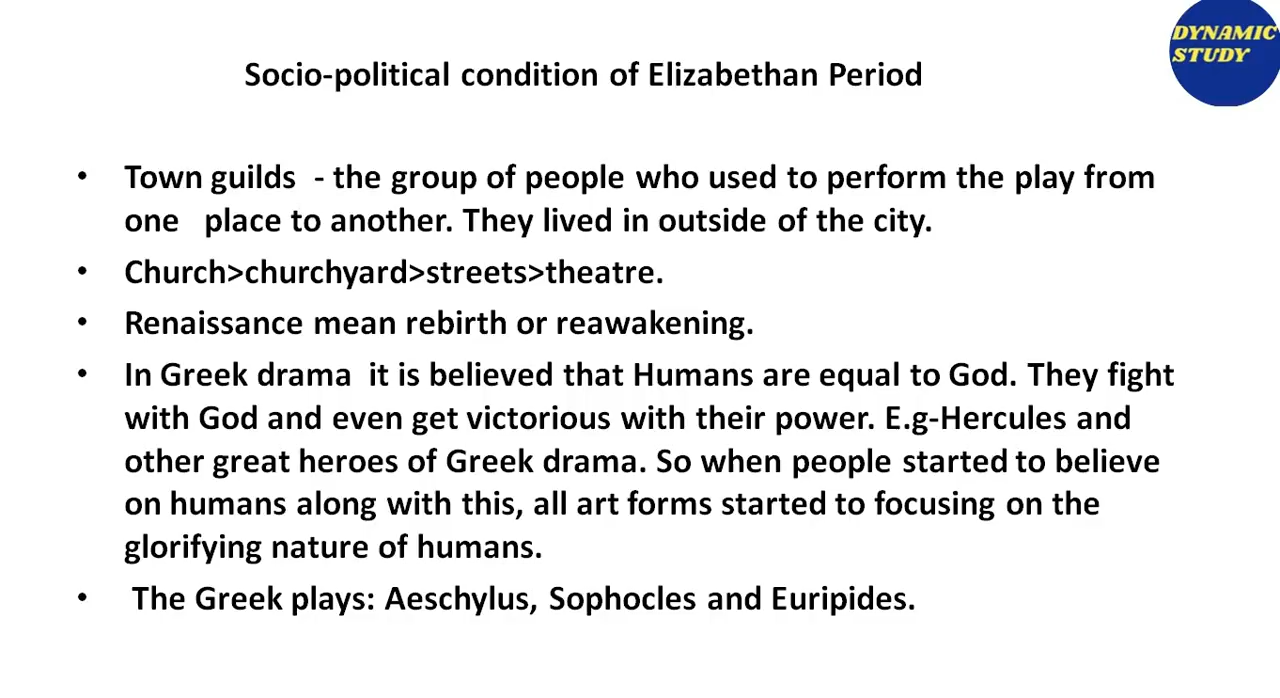 DYNAMIC
STUDY
Socio-political condition of Elizabethan Period
• Town guilds - the group of people who used to perform the play from
one place to another. They lived in outside of the city.
• Church>churchyard>streets>theatre.
• Renaissance mean rebirth or reawakening.
• In Greek drama it is believed that Humans are equal to God. They fight
with God and even get victorious with their power. E.g-Hercules and
other great heroes of Greek drama. So when people started to believe
on humans along with this, all art forms started to focusing on the
glorifying nature of humans.
• The Greek plays: Aeschylus, Sophocles and Euripides.